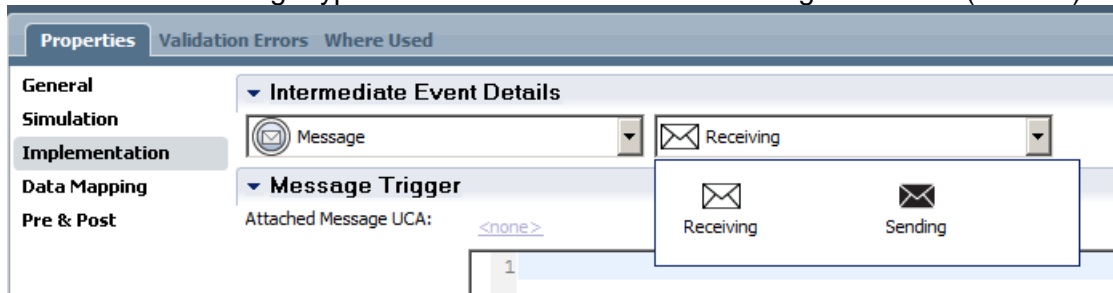 Properties Validation Errors Where Used
General
Simulation
Implementation
Data Mapping
Pre & Post
Intermediate Event Details
Message Receiving
Message Trigger
Attached Message UCA: <none>
Receiving Sending
1